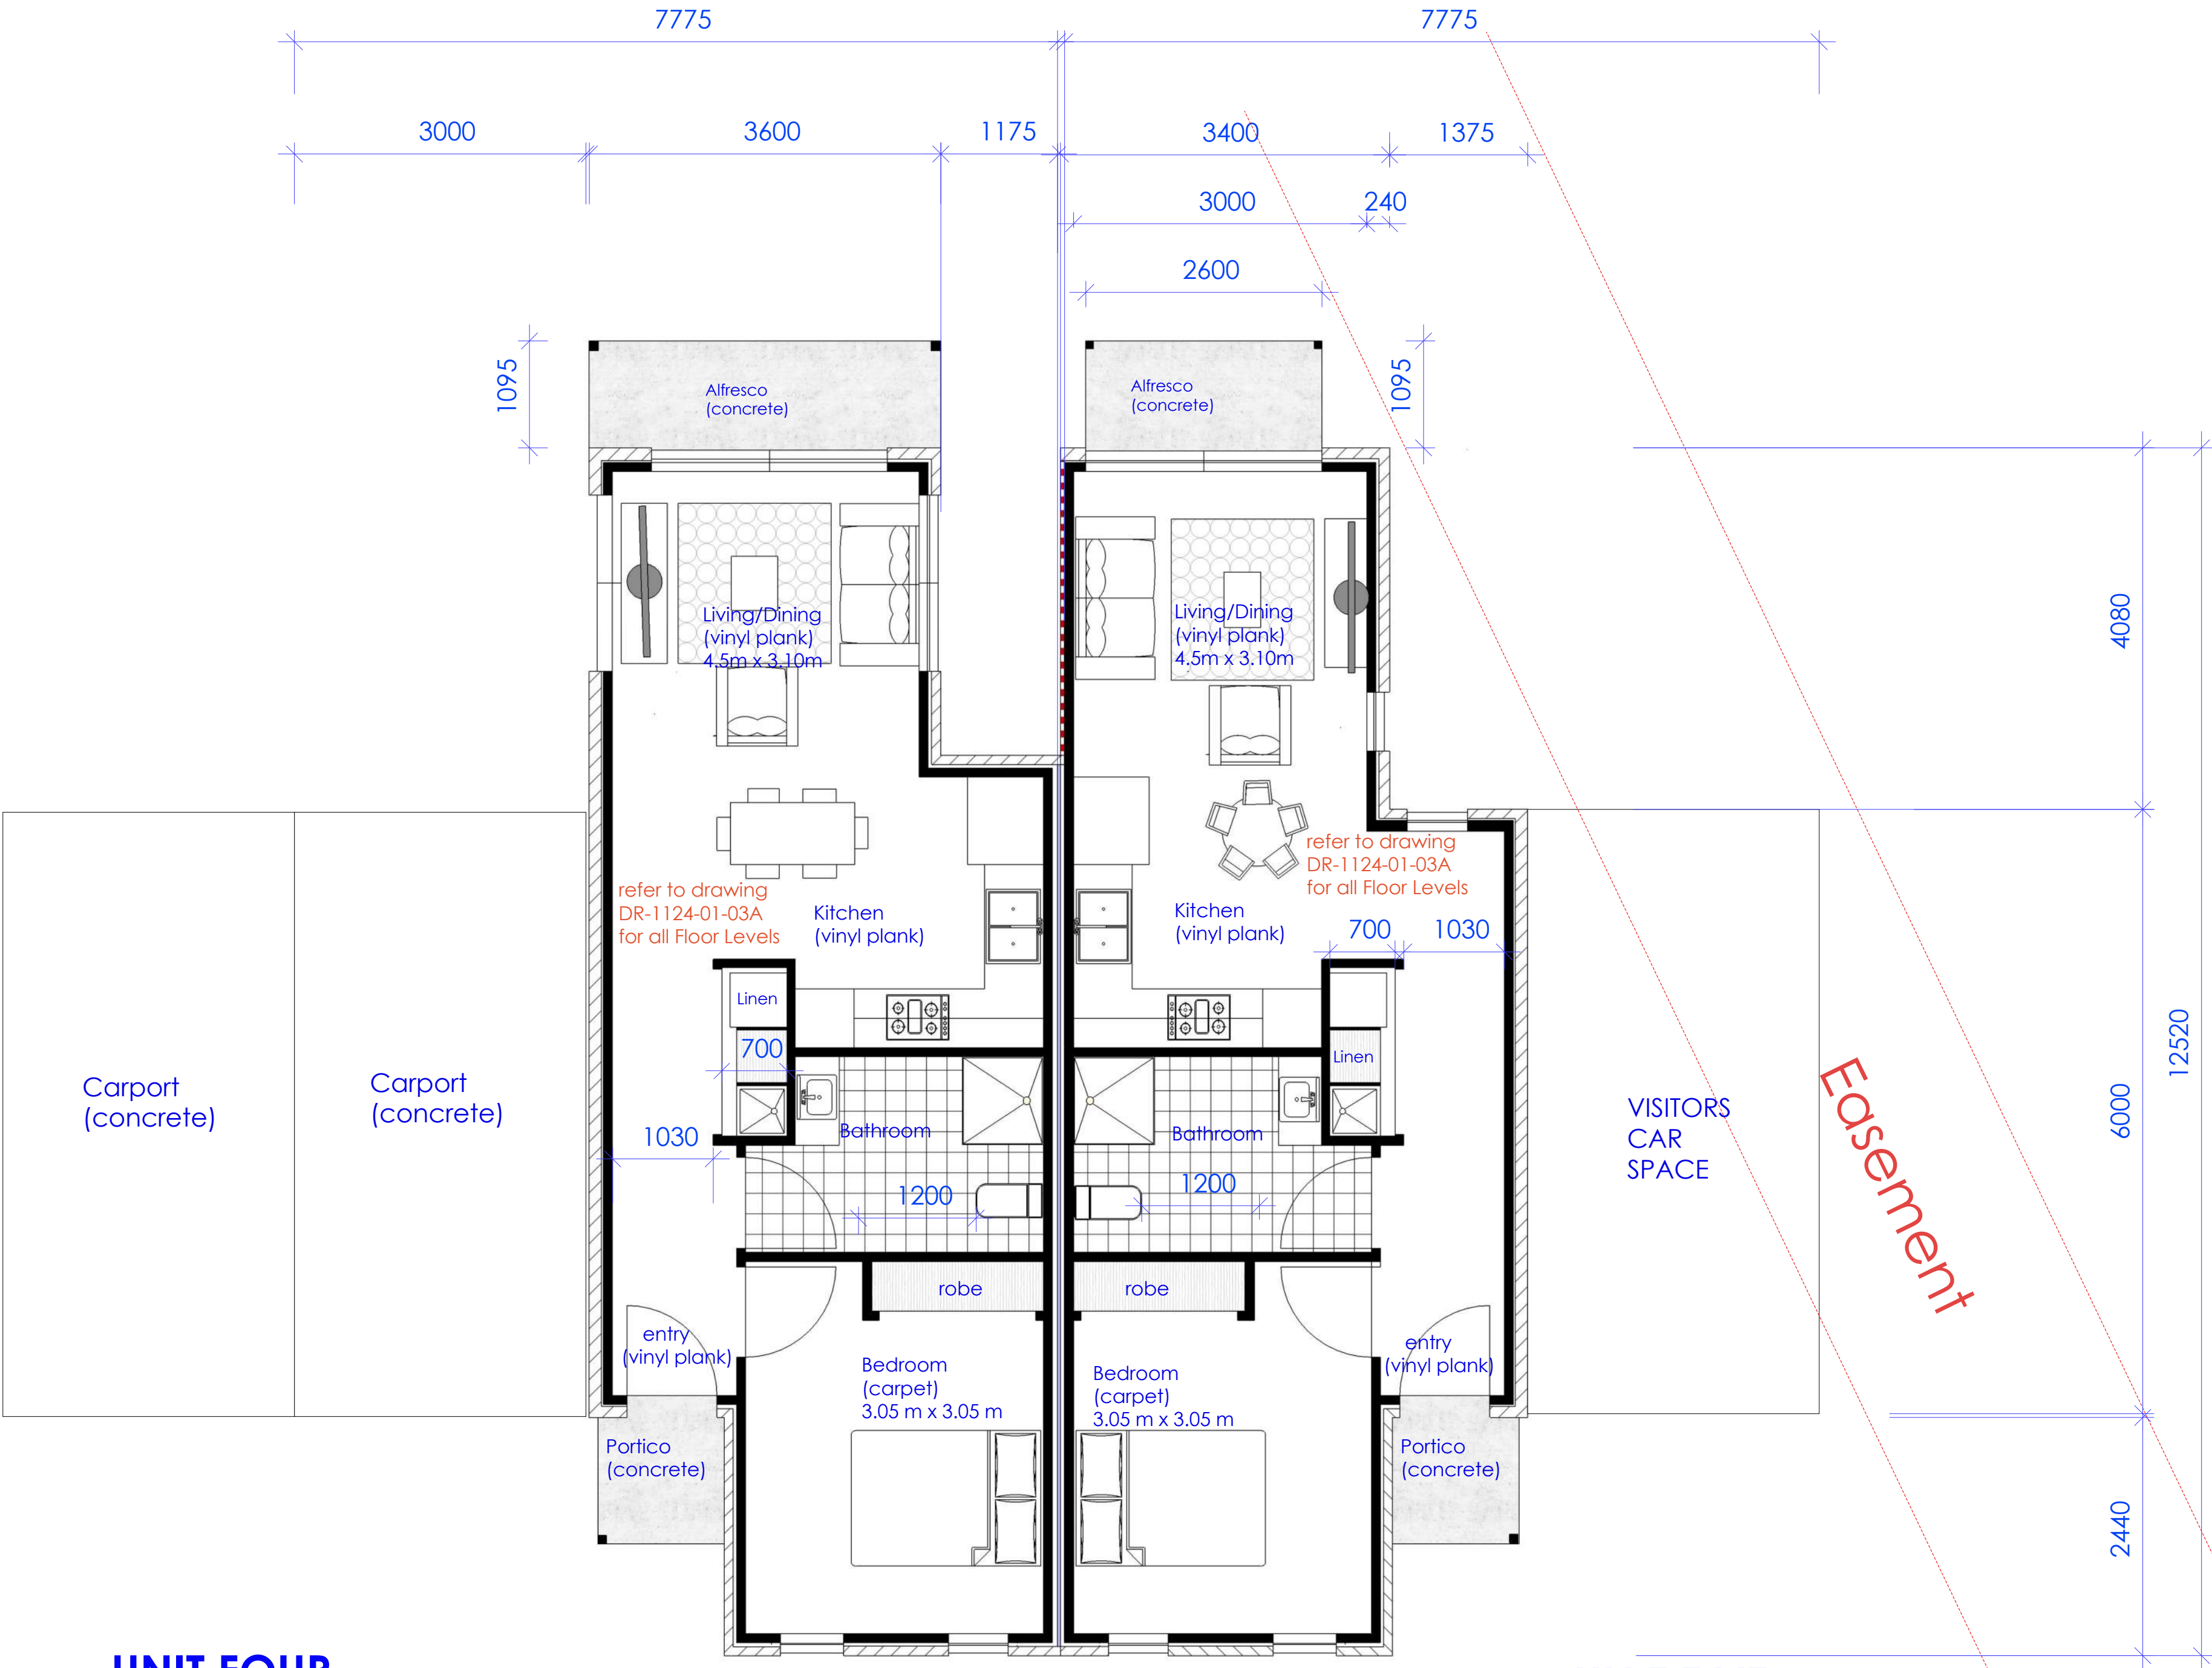 7775
7775
3000
3600
1175
3400
1375
3000
240
2600
1095
1095
Alfresco
(concrete)
Alfresco
(concrete)
Living/Dining
(vinyl plank)
4.5m x 3.10m
Living/Dining
(vinyl plank)
4.5m x 3.10m
4080
refer to drawing
DR-1124-01-03A
for all Floor Levels
refer to drawing
DR-1124-01-03A
for all Floor Levels
Kitchen
(vinyl plank)
Kitchen
(vinyl plank)
700
1030
Linen
700
Linen
12520
Carport
(concrete)
Carport
(concrete)
VISITORS
CAR
SPACE
Easement
6000
1030
Bathroom
Bathroom
1200
1200
robe
robe
entry
(vinyl plank)
entry
(vinyl plank)
Bedroom
(carpet)
3.05 m x 3.05 m
Bedroom
(carpet)
3.05 m x 3.05 m
Portico
(concrete)
Portico
(concrete)
2440
UNIT FOUR